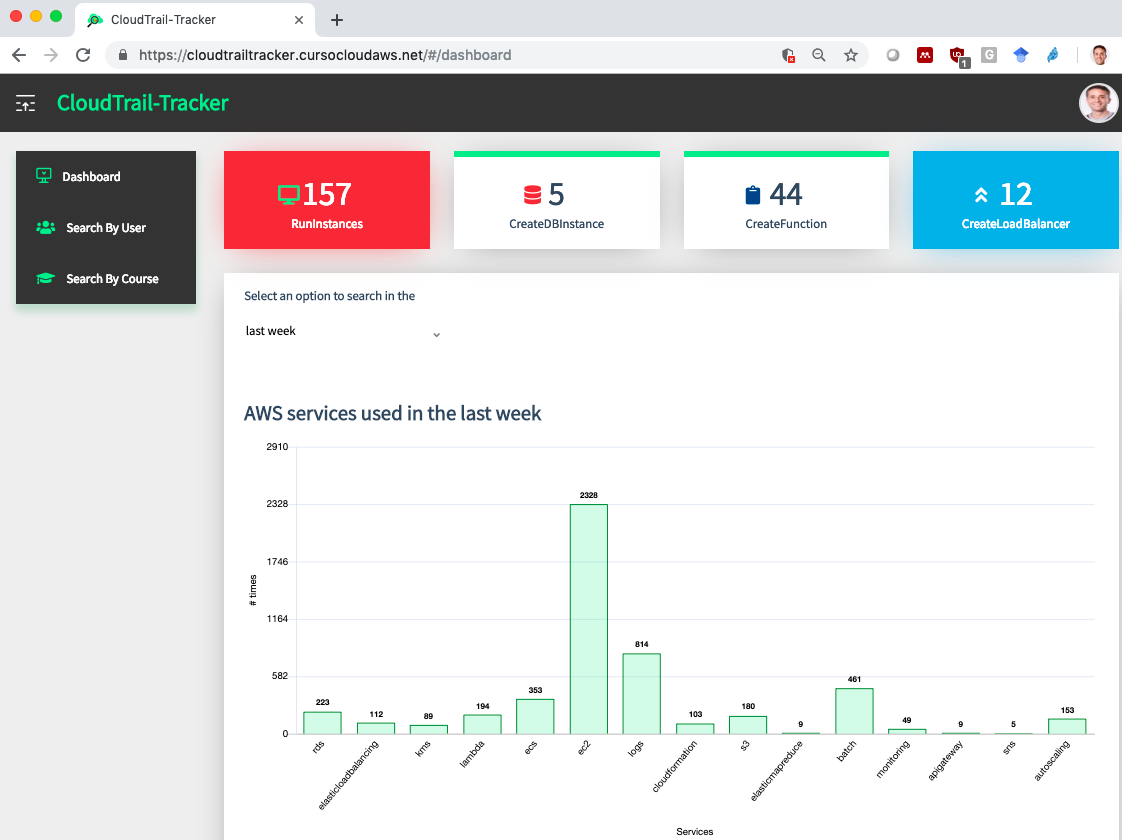 CloudTrail-Tracker
https://cloudtrailtracker.cursocloudaws.net/#/dashboard
1
CloudTrail-Tracker
Dashboard
Search By User
Search By Course
157
RunInstances
5
CreateDBInstance
44
CreateFunction
12
CreateLoadBalancer
Select an option to search in the
last week
AWS services used in the last week
2910
2328
1746
1164
582
0
# times
223
112
89
194
353
2328
814
103
180
9
461
49
9
5
153
rds
elasticloadbalancing
kms
lambda
ecs
ec2
logs
cloudformation
s3
elasticmapreduce
batch
monitoring
apigateway
sns
autoscaling
Services